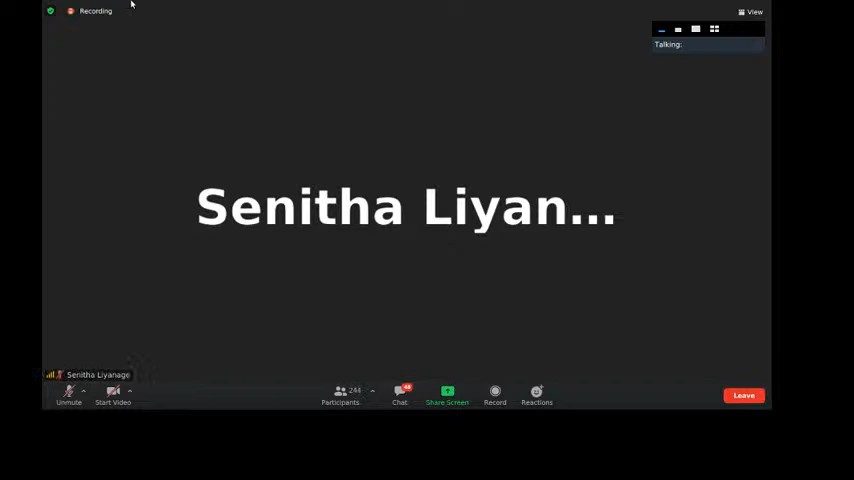 Recording
View
Talking:
Senitha Liyan...
Senitha Liyanage
Unmute
Start Video
244
Participants
48
Chat
Share Screen
Record
Reactions
Leave